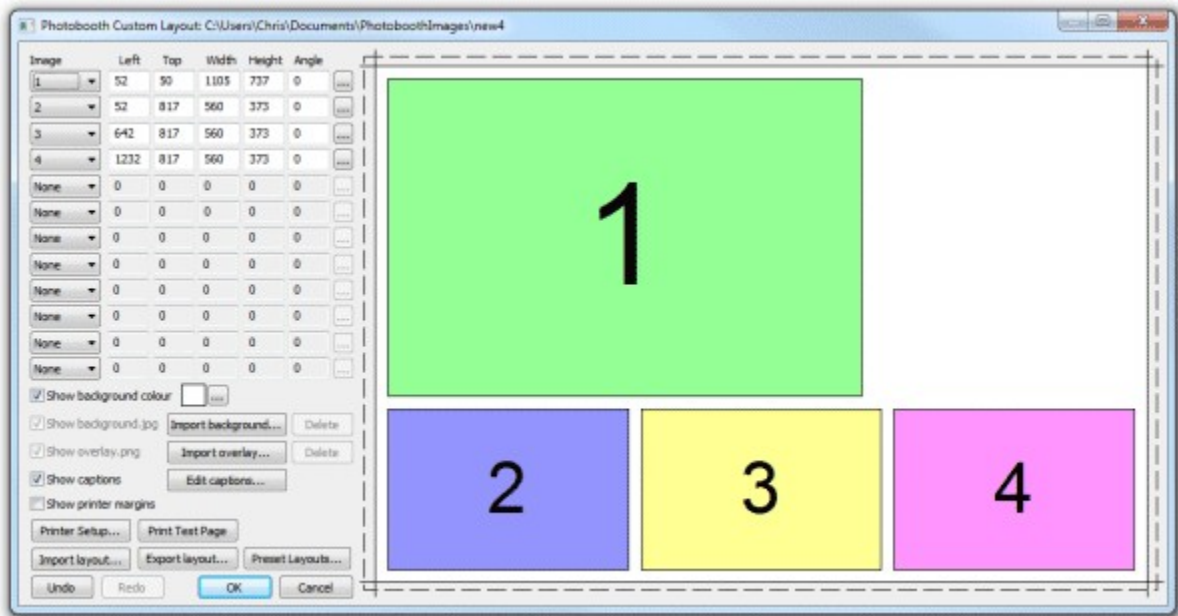 Photobooth Custom Layout: C:\Users\Chris\Documents\PhotoboothImages\new4
Image Left Top Width Height Angle
1 52 50 1105 737 0 ...
2 52 817 560 373 0 ...
3 642 817 560 373 0 ...
4 1232 817 560 373 0 ...
None 0 0 0 0 0 ...
None 0 0 0 0 0 ...
None 0 0 0 0 0 ...
None 0 0 0 0 0 ...
None 0 0 0 0 0 ...
None 0 0 0 0 0 ...
None 0 0 0 0 0 ...
None 0 0 0 0 0 ...
Show background colour ...
Show background.jpg Import background... Delete
Show overlay.png Import overlay... Delete
Show captions Edit captions...
Show printer margins
Printer Setup... Print Test Page
Import layout... Export layout... Preset Layouts...
Undo Redo OK Cancel
1
2 3 4